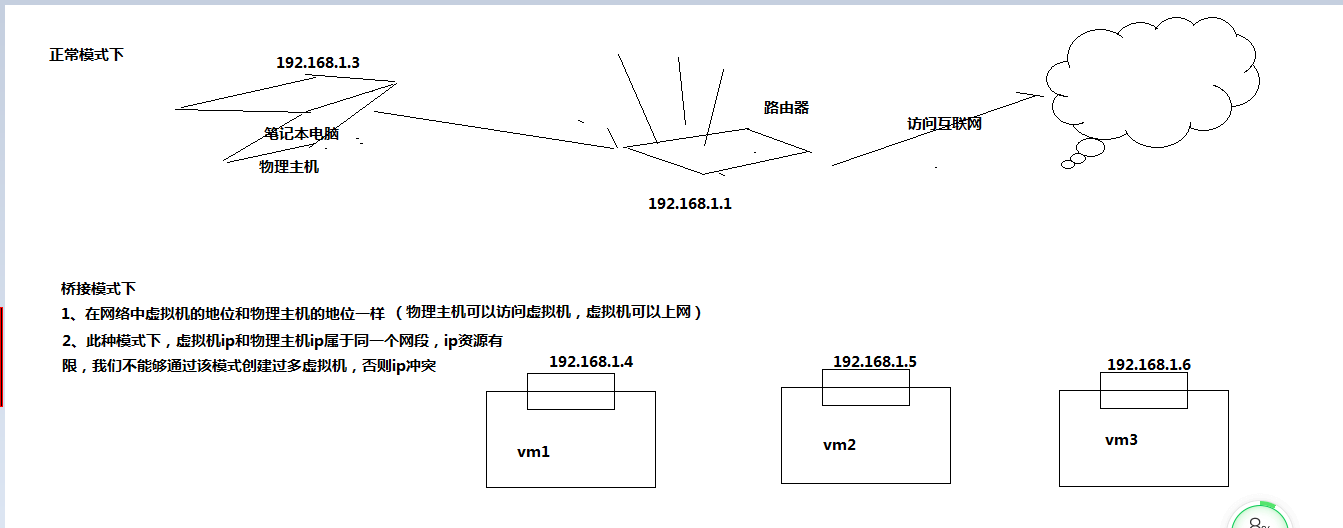 正常模式下
192.168.1.3
笔记本电脑
物理主机
路由器
192.168.1.1
访问互联网
桥接模式下
1、在网络中虚拟机的地位和物理主机的地位一样 （物理主机可以访问虚拟机，虚拟机可以上网）
2、此种模式下，虚拟机ip和物理主机ip属于同一个网段，ip资源有
限，我们不能够通过该模式创建过多虚拟机，否则ip冲突
192.168.1.4
192.168.1.5
192.168.1.6
vm1
vm2
vm3